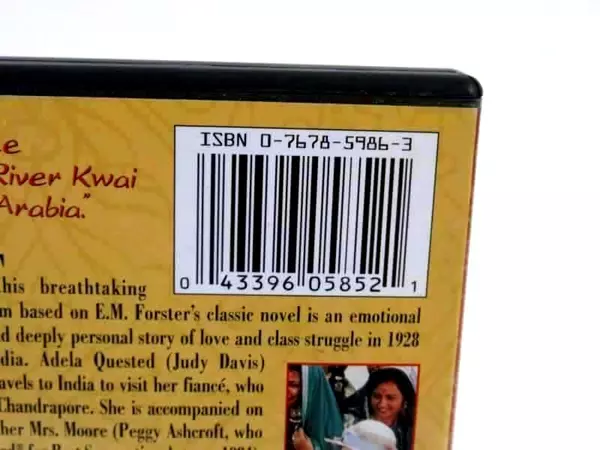 ISBN 0-7678-5986-3
River Kwai
Arabia."
0 43396 05852 1
his breathtaking
m based on E.M. Forster's classic novel is an emotional
d deeply personal story of love and class struggle in 1928
dia. Adela Quested (Judy Davis)
avels to India to visit her fiancé, who
Chandrapore. She is accompanied on
her Mrs. Moore (Peggy Ashcroft, who